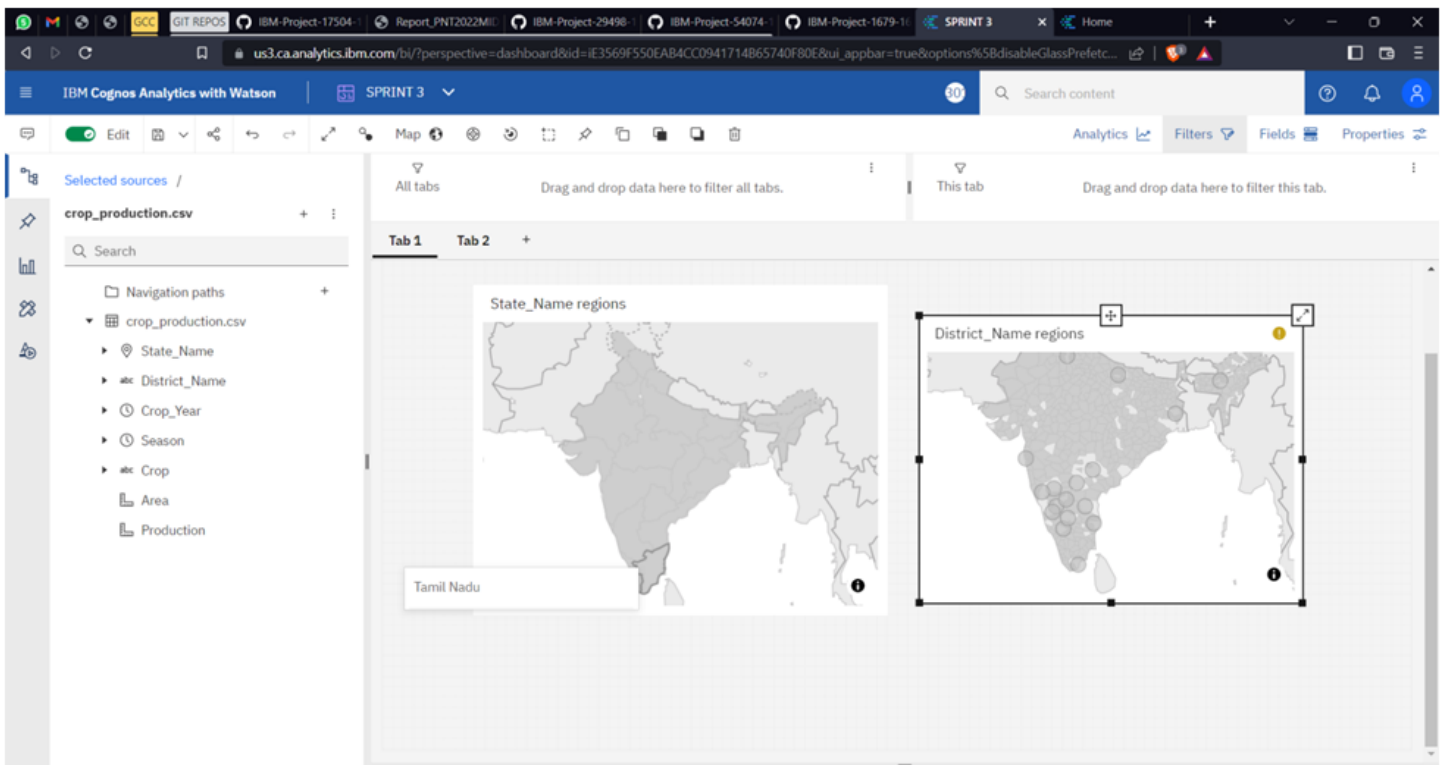 GCC GIT REPOS IBM-Project-17504-1 Report_PNT2022MID IBM-Project-29498-1 IBM-Project-54074-1 IBM-Project-1679-16 SPRINT 3 Home
us3.ca.analytics.ibm.com/bi/?perspective=dashboard&id=iE3569F550EAB4CC0941714B65740F80E&ui_appbar=true&options%5BdisableGlassPrefetc...
IBM Cognos Analytics with Watson SPRINT 3 Search content
Edit Map Analytics Filters Fields Properties
Selected sources /
crop_production.csv
Search
Navigation paths
crop_production.csv
State_Name
abc District_Name
Crop_Year
Season
abc Crop
Area
Production
All tabs Drag and drop data here to filter all tabs.
This tab Drag and drop data here to filter this tab.
Tab 1 Tab 2 +
State_Name regions
Tamil Nadu
District_Name regions